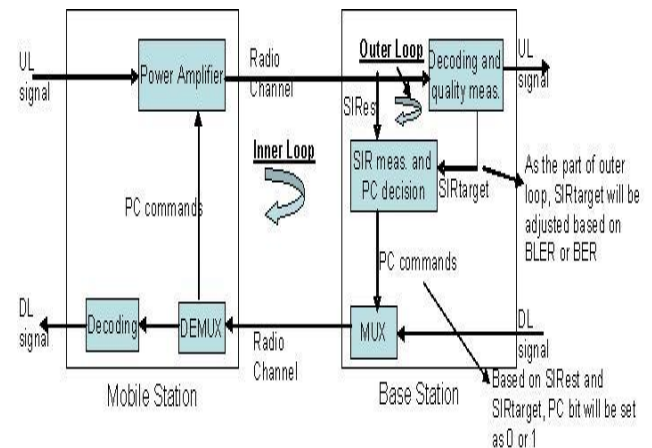 UL
signal
Power Amplifier
Radio
Channel
Outer Loop
Decoding and
quality meas.
UL
signal
SIRest
Inner Loop
SIR meas. and
PC decision
SIRtarget
As the part of outer
loop, SIRtarget will be
adjusted based on
BLER or BER
PC commands
PC commands
DL
signal
Decoding
DEMUX
Radio
Channel
MUX
DL
signal
Mobile Station
Base Station
Based on SIRest and
SIRtarget, PC bit will be set
as 0 or 1